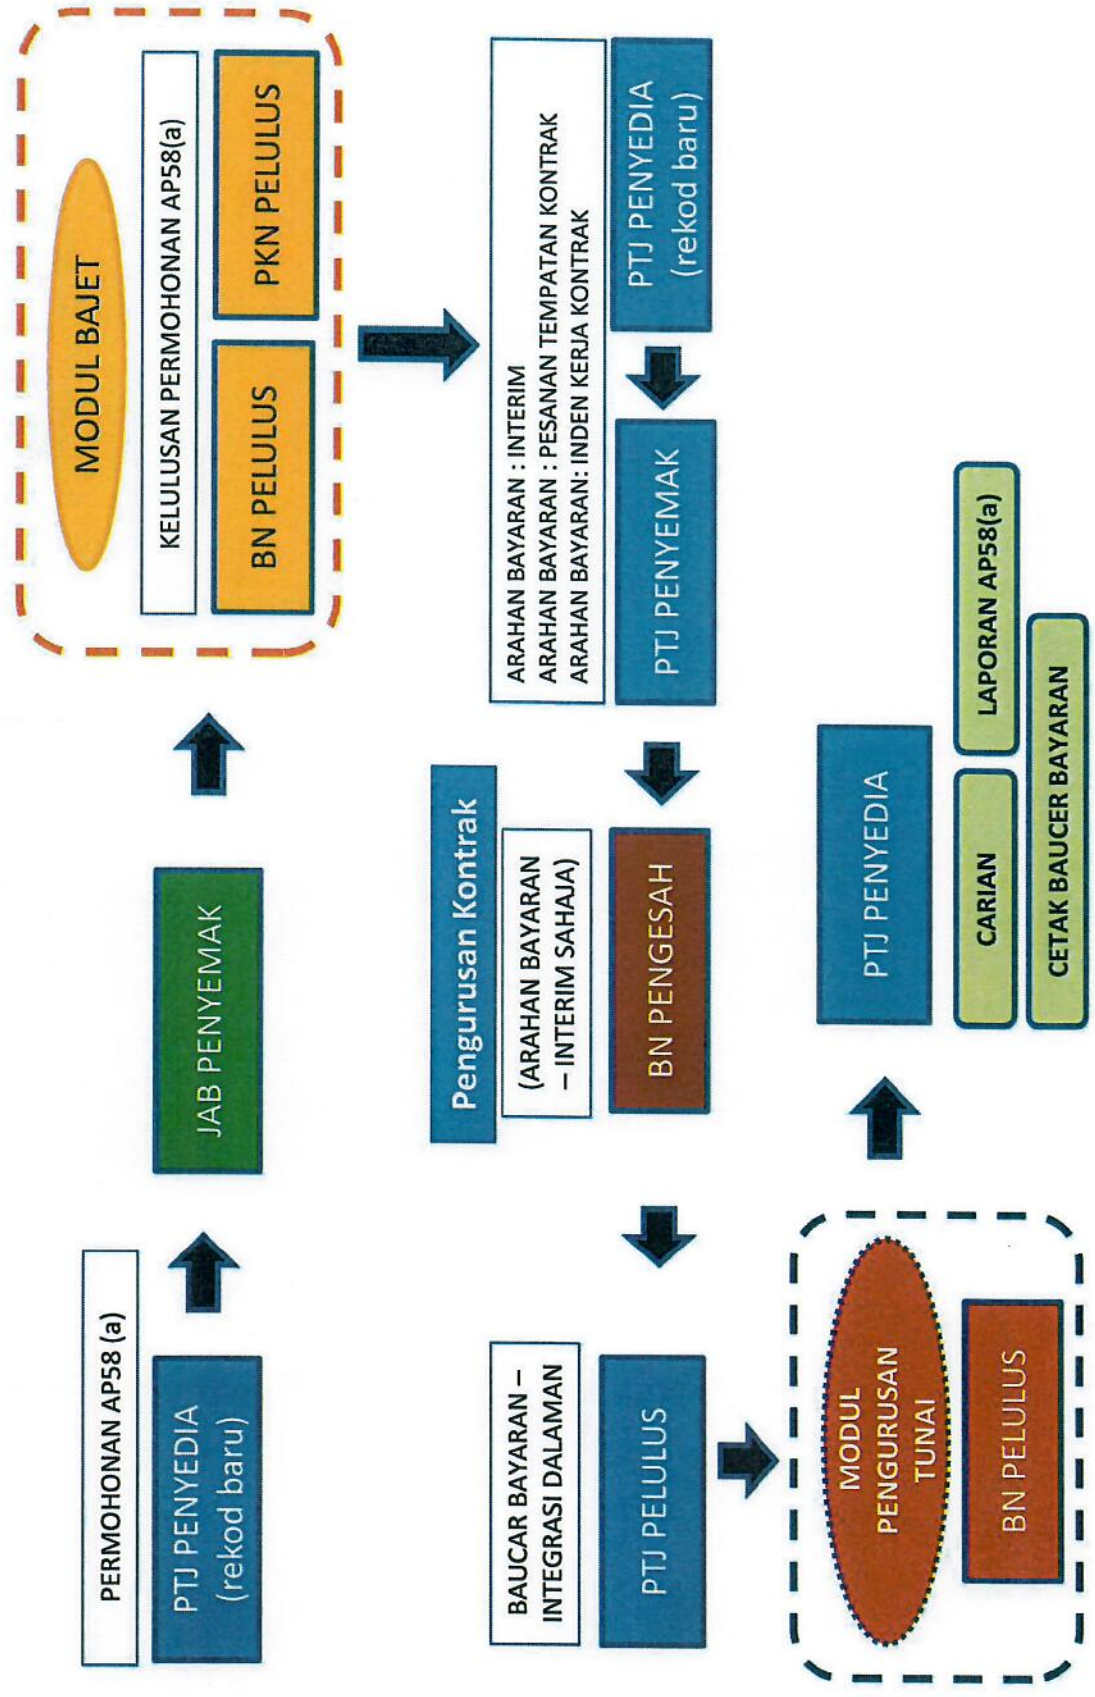 PERMOHONAN AP58 (a)
PTJ PENYEDIA
(rekod baru)
JAB PENYEMAK
MODUL BAJET
KELULUSAN PERMOHONAN AP58(a)
BN PELULUS
PKN PELULUS
ARAHAN BAYARAN : INTERIM
ARAHAN BAYARAN : PESANAN TEMPATAN KONTRAK
ARAHAN BAYARAN: INDEN KERJA KONTRAK
PTJ PENYEDIA
(rekod baru)
PTJ PENYEMAK
Pengurusan Kontrak
(ARAHAN BAYARAN
– INTERIM SAHAJA)
BN PENGESAH
BAUCAR BAYARAN –
INTEGRASI DALAMAN
PTJ PELULUS
MODUL
PENGURUSAN
TUNAI
BN PELULUS
PTJ PENYEDIA
CARIAN
LAPORAN AP58(a)
CETAK BAUCER BAYARAN